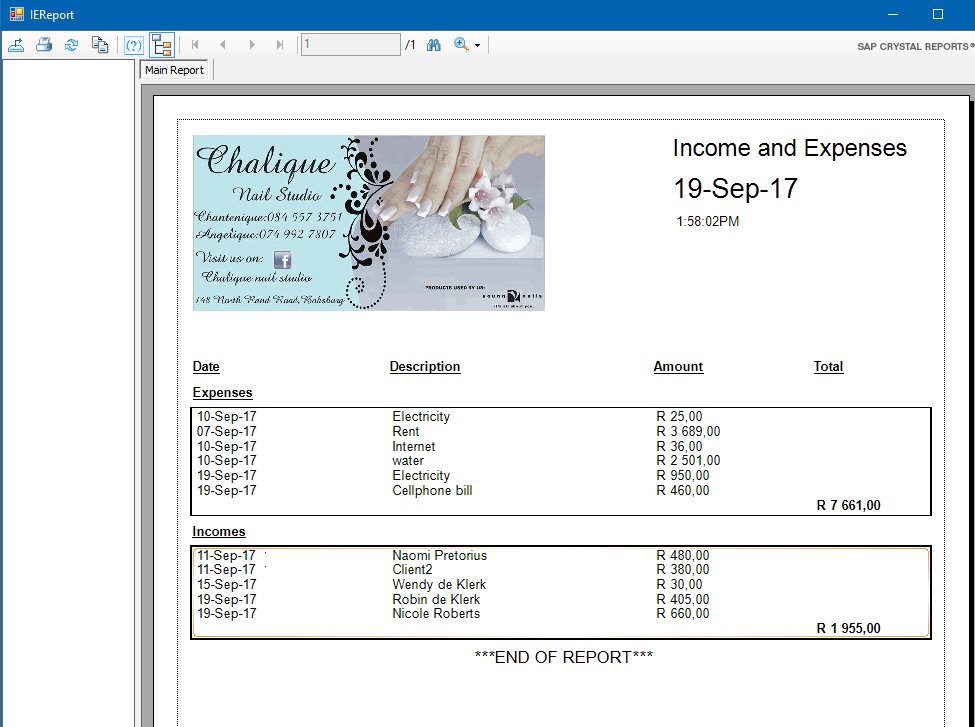 IEReport
1 /1
SAP CRYSTAL REPORTS®
Main Report
Chalique
Nail Studio
Chantenique:084 557 3751
Angelique:074 992 7807
Visit us on: f
Chalique nail studio
148 North Rand Road, Boksburg
PRODUCTS USED BY US:
it's all about you.
Income and Expenses
19-Sep-17
1:58:02PM
Date Description Amount Total
Expenses
10-Sep-17 Electricity R 25,00
07-Sep-17 Rent R 3 689,00
10-Sep-17 Internet R 36,00
10-Sep-17 water R 2 501,00
19-Sep-17 Electricity R 950,00
19-Sep-17 Cellphone bill R 460,00
R 7 661,00
Incomes
11-Sep-17 Naomi Pretorius R 480,00
11-Sep-17 Client2 R 380,00
15-Sep-17 Wendy de Klerk R 30,00
19-Sep-17 Robin de Klerk R 405,00
19-Sep-17 Nicole Roberts R 660,00
R 1 955,00
***END OF REPORT***